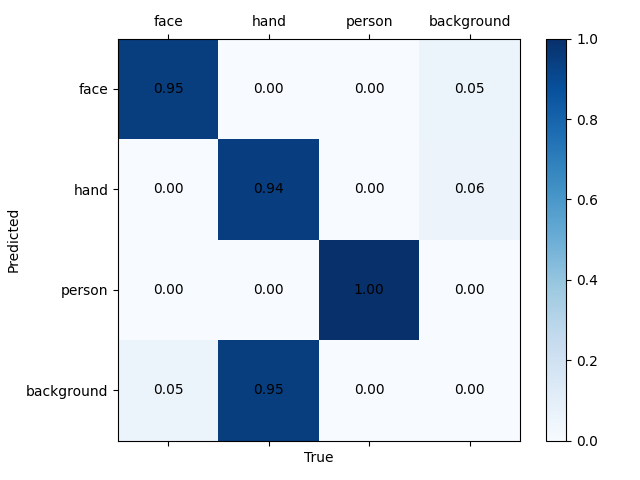 face hand person background
face 0.95 0.00 0.00 0.05
hand 0.00 0.94 0.00 0.06
person 0.00 0.00 1.00 0.00
background 0.05 0.95 0.00 0.00
Predicted
True
1.0
0.8
0.6
0.4
0.2
0.0